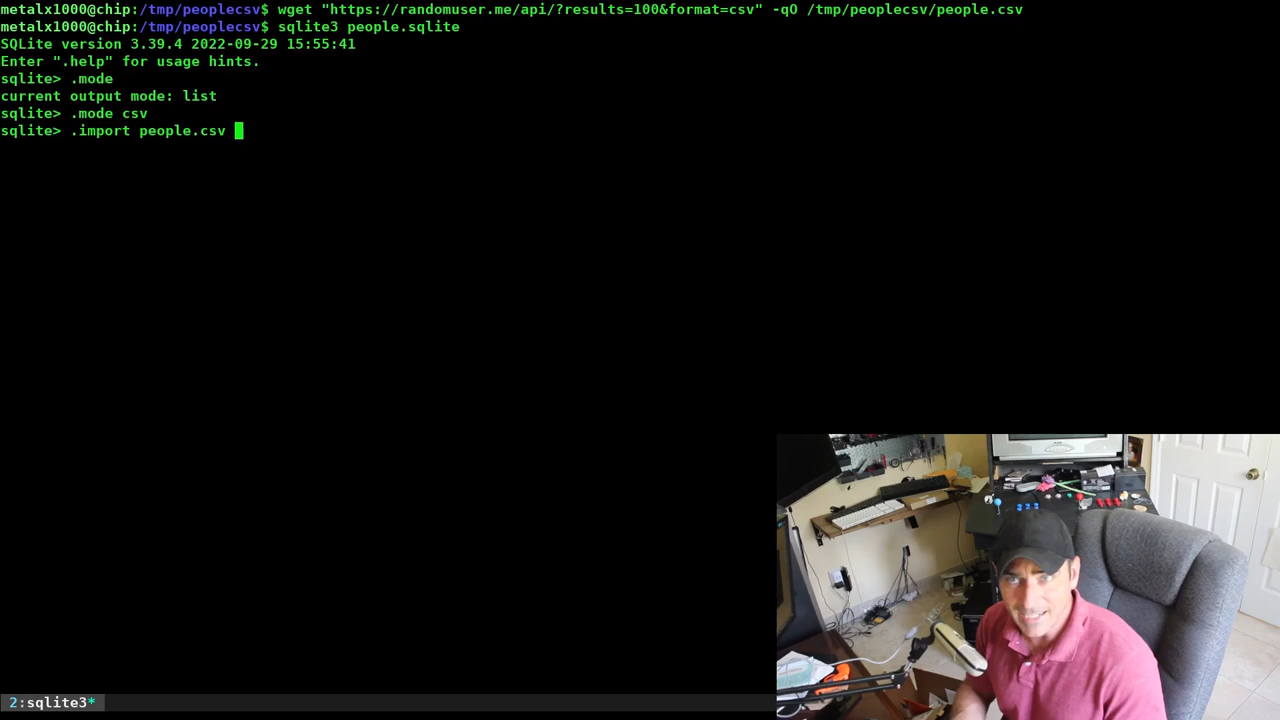 metalx1000@chip:/tmp/peoplecsv$ wget "https://randomuser.me/api/?results=100&format=csv" -qO /tmp/peoplecsv/people.csv
metalx1000@chip:/tmp/peoplecsv$ sqlite3 people.sqlite
SQLite version 3.39.4 2022-09-29 15:55:41
Enter ".help" for usage hints.
sqlite> .mode
current output mode: list
sqlite> .mode csv
sqlite> .import people.csv
2:sqlite3*